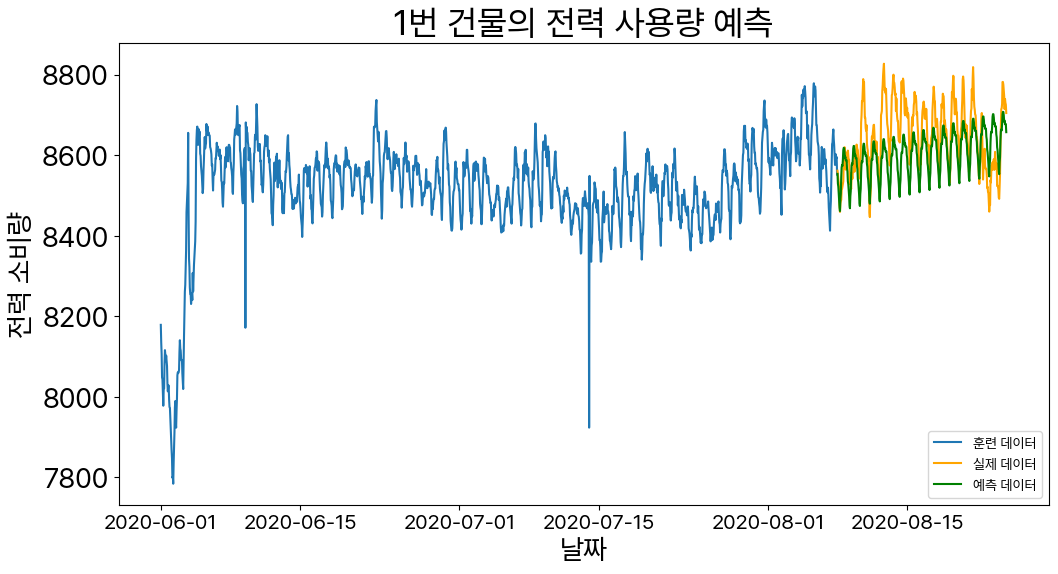 1번 건물의 전력 사용량 예측
전력 소비량
8800
8600
8400
8200
8000
7800
2020-06-01 2020-06-15 2020-07-01 2020-07-15 2020-08-01 2020-08-15
날짜
훈련 데이터
실제 데이터
예측 데이터